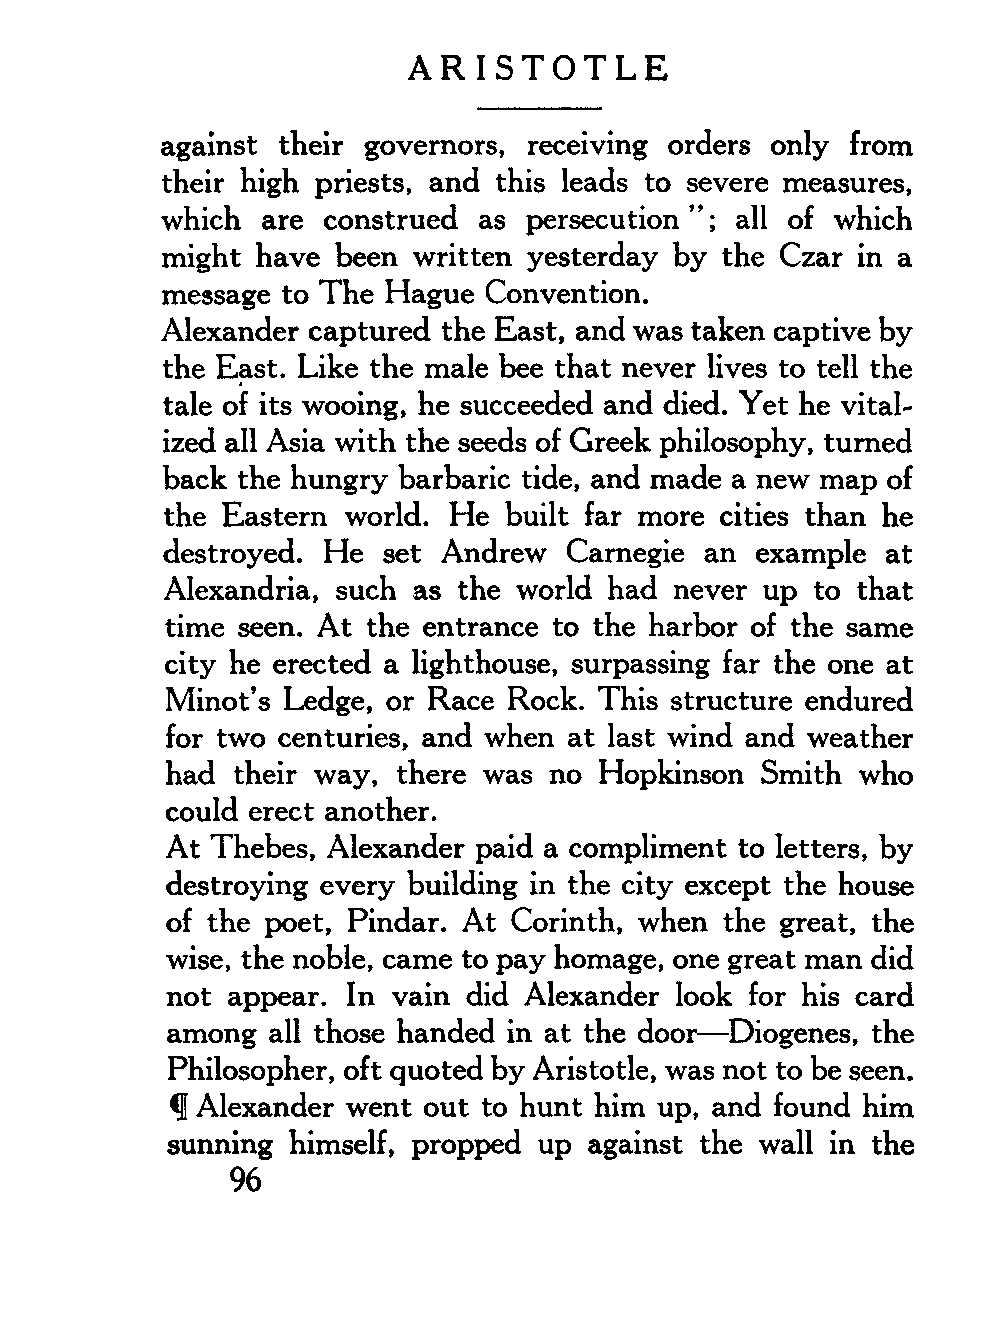 ARISTOTLE
against their governors, receiving orders only from
their high priests, and this leads to severe measures,
which are construed as persecution ”; all of which
might have been written yesterday by the Czar in a
message to The Hague Convention.
Alexander captured the East, and was taken captive by
the East. Like the male bee that never lives to tell the
tale of its wooing, he succeeded and died. Yet he vital-
ized all Asia with the seeds of Greek philosophy, turned
back the hungry barbaric tide, and made a new map of
the Eastern world. He built far more cities than he
destroyed. He set Andrew Carnegie an example at
Alexandria, such as the world had never up to that
time seen. At the entrance to the harbor of the same
city he erected a lighthouse, surpassing far the one at
Minot’s Ledge, or Race Rock. This structure endured
for two centuries, and when at last wind and weather
had their way, there was no Hopkinson Smith who
could erect another.
At Thebes, Alexander paid a compliment to letters, by
destroying every building in the city except the house
of the poet, Pindar. At Corinth, when the great, the
wise, the noble, came to pay homage, one great man did
not appear. In vain did Alexander look for his card
among all those handed in at the door—Diogenes, the
Philosopher, oft quoted by Aristotle, was not to be seen.
¶ Alexander went out to hunt him up, and found him
sunning himself, propped up against the wall in the
96